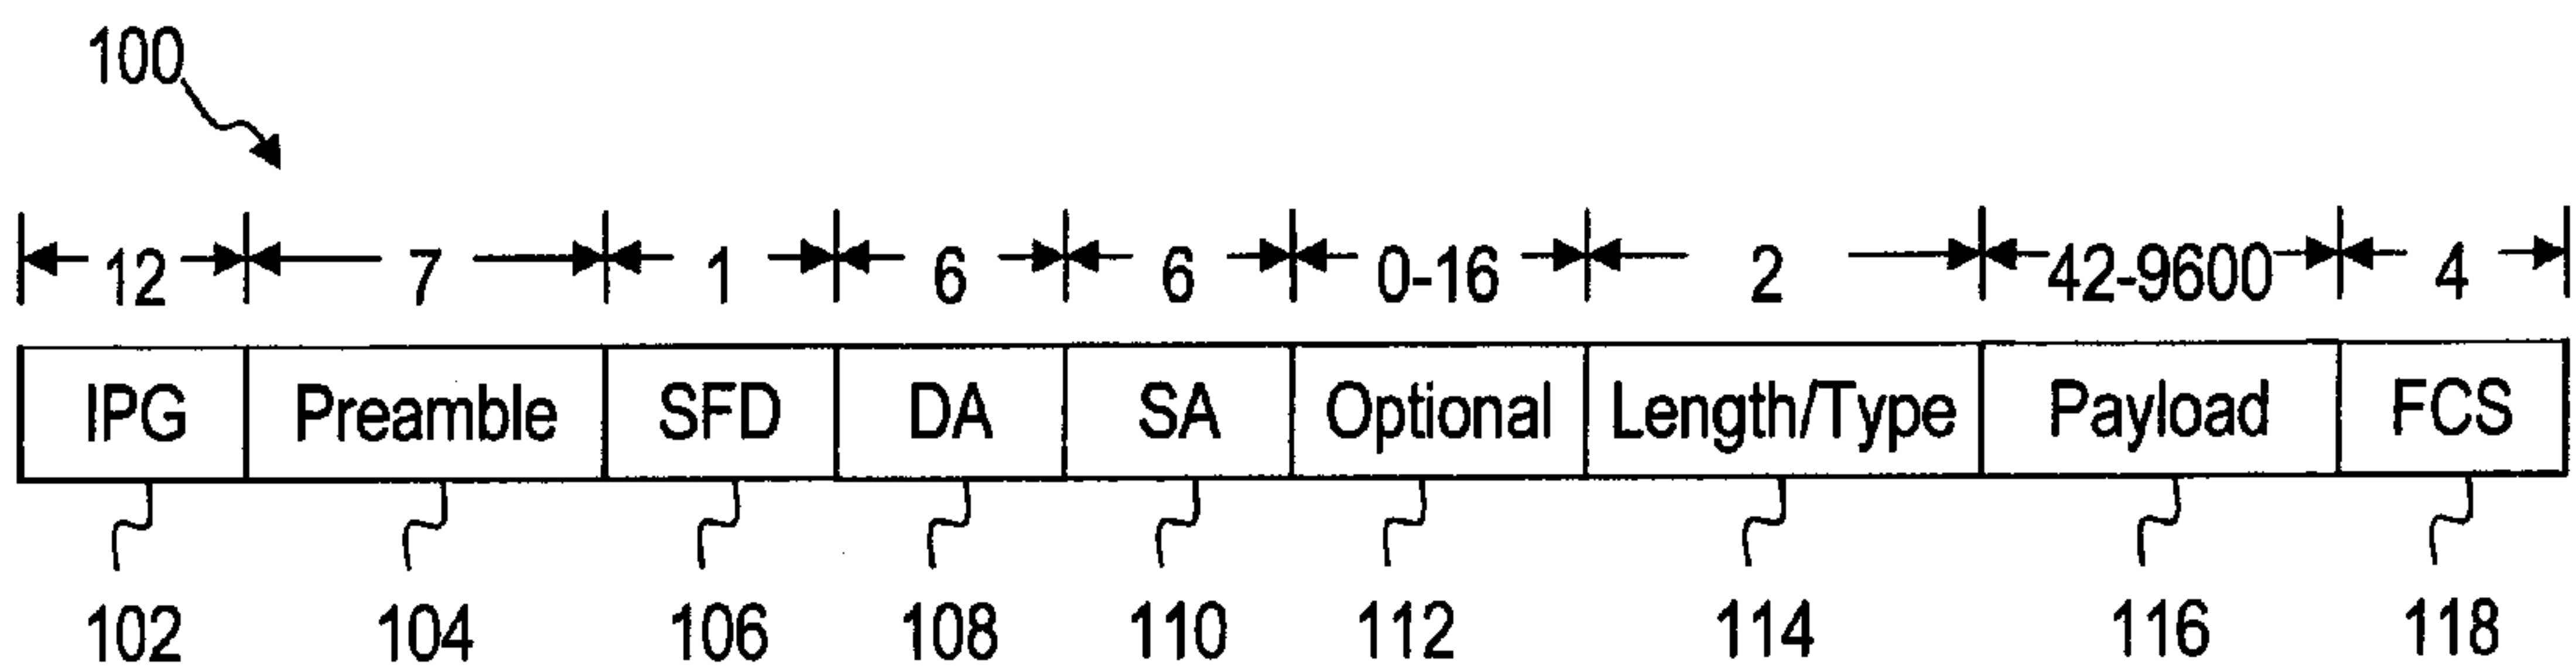 100
12 7 1 6 6 0-16 2 42-9600 4
IPG Preamble SFD DA SA Optional Length/Type Payload FCS
102 104 106 108 110 112 114 116 118